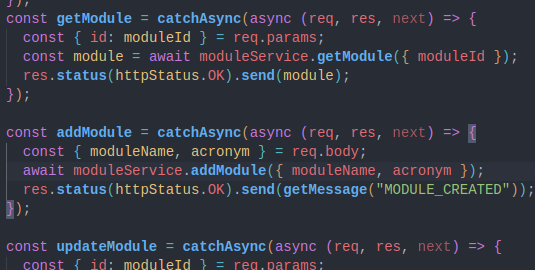 });
const getModule = catchAsync(async (req, res, next) => {
  const { id: moduleId } = req.params;
  const module = await moduleService.getModule({ moduleId });
  res.status(httpStatus.OK).send(module);
});

const addModule = catchAsync(async (req, res, next) => {
  const { moduleName, acronym } = req.body;
  await moduleService.addModule({ moduleName, acronym });
  res.status(httpStatus.OK).send(getMessage("MODULE_CREATED"));
});

const updateModule = catchAsync(async (req, res, next) => {
  const { id: moduleId } = req.params;